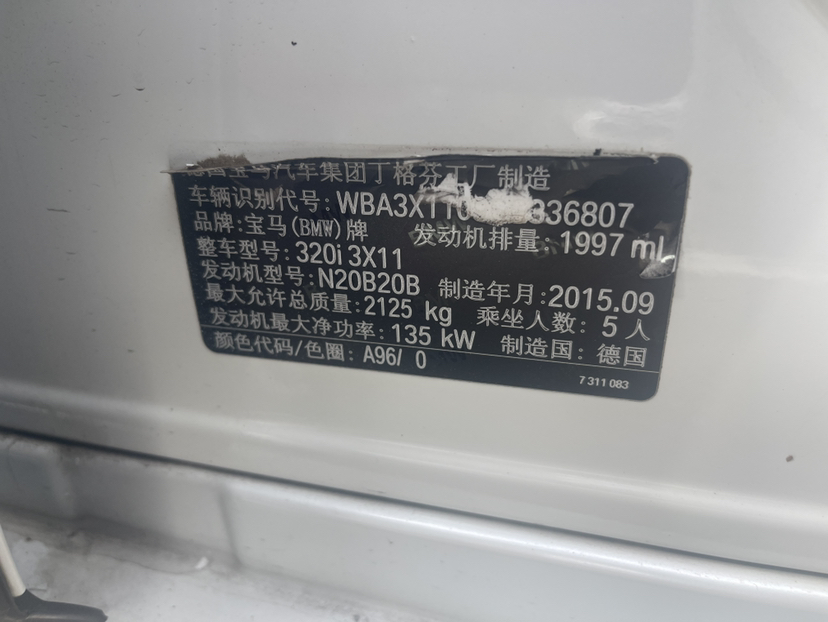 宝马汽车集团丁格芬工厂制造
车辆识别代号: WBA3X110 36807
品牌:宝马(BMW)牌 发动机排量:1997 ml
整车型号:320i 3X11
发动机型号:N20B20B 制造年月:2015.09
最大允许总质量:2125 kg 乘坐人数: 5 人
发动机最大净功率:135 kW 制造国: 德国
颜色代码/色圈: A96/ 0
7 311 083